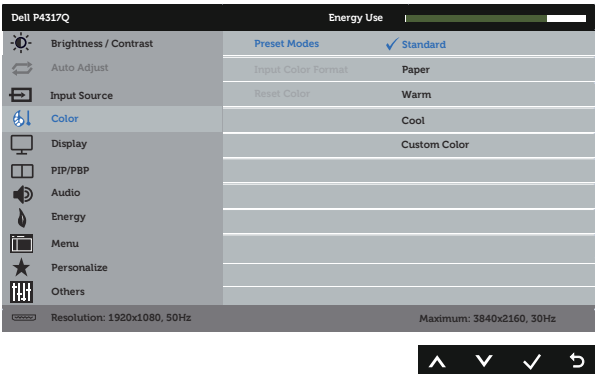 Dell P4317Q Energy Use
Brightness / Contrast Preset Modes Standard
Auto Adjust Input Color Format Paper
Input Source Reset Color Warm
Color Cool
Display Custom Color
PIP/PBP
Audio
Energy
Menu
Personalize
Others
Resolution: 1920x1080, 50Hz Maximum: 3840x2160, 30Hz